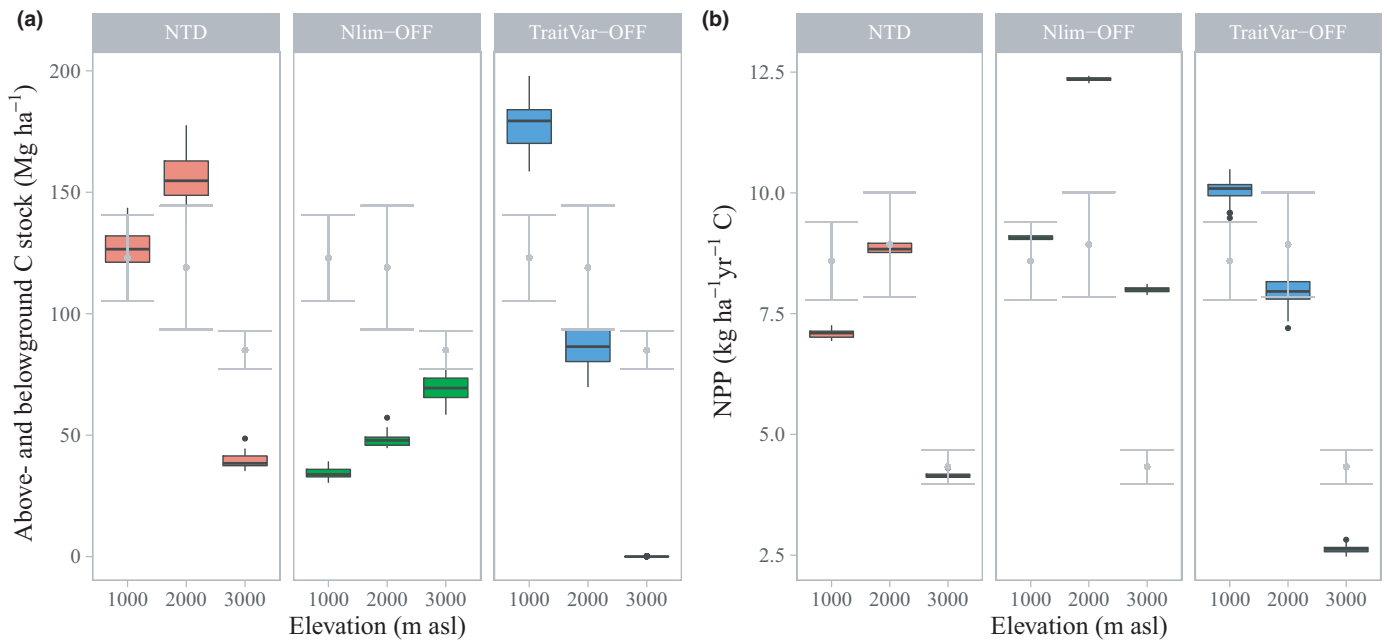 (a)
NTD
Nlim−OFF
TraitVar−OFF
Above- and belowground C stock (Mg ha⁻¹)
200
150
100
50
0
1000 2000 3000
1000 2000 3000
1000 2000 3000
Elevation (m asl)
(b)
NTD
Nlim−OFF
TraitVar−OFF
NPP (kg ha⁻¹yr⁻¹ C)
12.5
10.0
7.5
5.0
2.5
1000 2000 3000
1000 2000 3000
1000 2000 3000
Elevation (m asl)